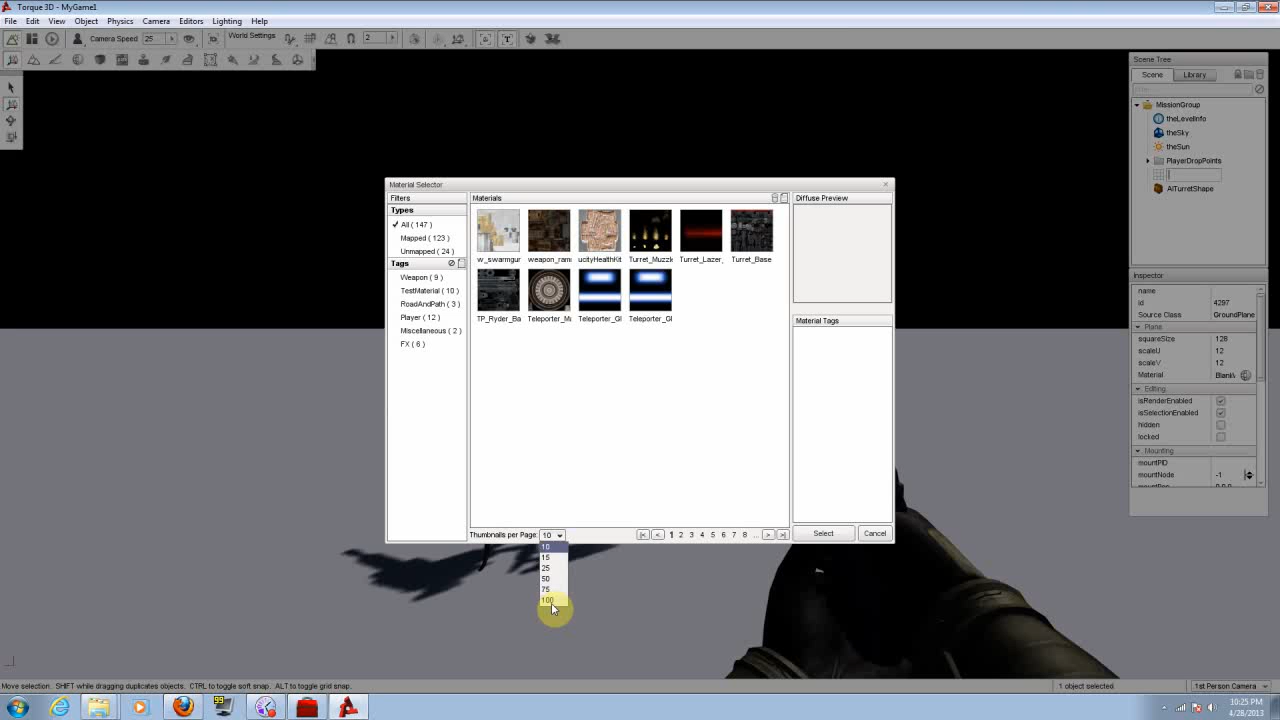 Torque 3D - MyGame1
File Edit View Object Physics Camera Editors Lighting Help
Camera Speed 25 World Settings 2
Scene Tree
Scene Library
MissionGroup
theLevelInfo
theSky
theSun
PlayerDropPoints
AITurretShape
Material Selector
Filters
Types
All ( 147 )
Mapped ( 123 )
Unmapped ( 24 )
Tags
Weapon ( 9 )
TestMaterial ( 10 )
RoadAndPath ( 3 )
Player ( 12 )
Miscellaneous ( 2 )
FX ( 6 )
Materials
w_swarmgur weapon_ram ucityHealthKit Turret_Muzzl Turret_Lazer_ Turret_Base
TP_Ryder_Ba Teleporter_M Teleporter_Gl Teleporter_Gl
Thumbnails per Page: 10
10
15
25
50
75
100
|< < 1 2 3 4 5 6 7 8 ... > >|
Diffuse Preview
Material Tags
Select Cancel
Inspector
name
id 4297
Source Class GroundPlane
Plane
squareSize 128
scaleU 12
scaleV 12
Material
Editing
isRenderEnabled
isSelectionEnabled
hidden
locked
Mounting
mountPID
mountNode -1
Move selection. SHIFT while dragging duplicates objects. CTRL to toggle soft snap. ALT to toggle grid snap.
1 object selected
1st Person Camera
10:25 PM
4/28/2013